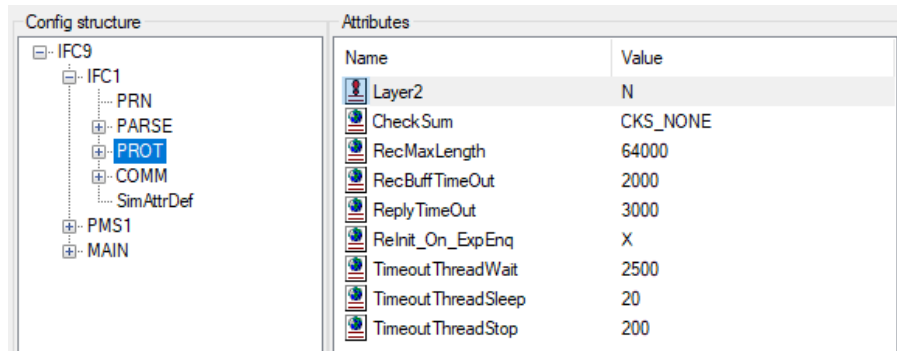 Config structure
IFC9
IFC1
PRN
PARSE
PROT
COMM
SimAttrDef
PMS1
MAIN
Attributes
Name Value
Layer2 N
CheckSum CKS_NONE
RecMaxLength 64000
RecBuffTimeOut 2000
ReplyTimeOut 3000
ReInit_On_ExpEnq X
TimeoutThreadWait 2500
TimeoutThreadSleep 20
TimeoutThreadStop 200